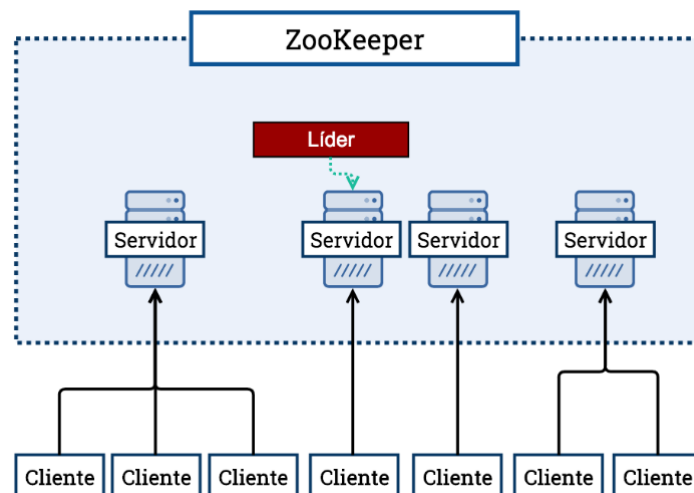 ZooKeeper
Líder
Servidor
Servidor
Servidor
Servidor
Cliente
Cliente
Cliente
Cliente
Cliente
Cliente
Cliente